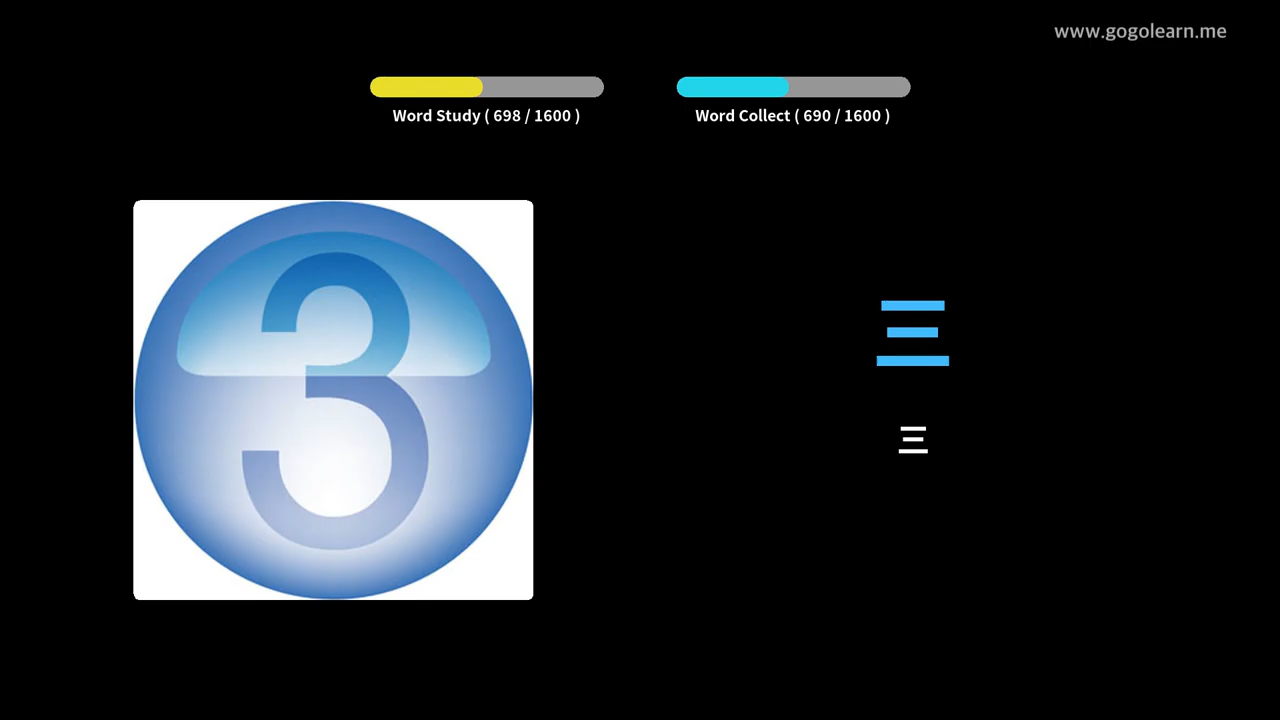 www.gogolearn.me
Word Study ( 698 / 1600 )
Word Collect ( 690 / 1600 )
3
三
三